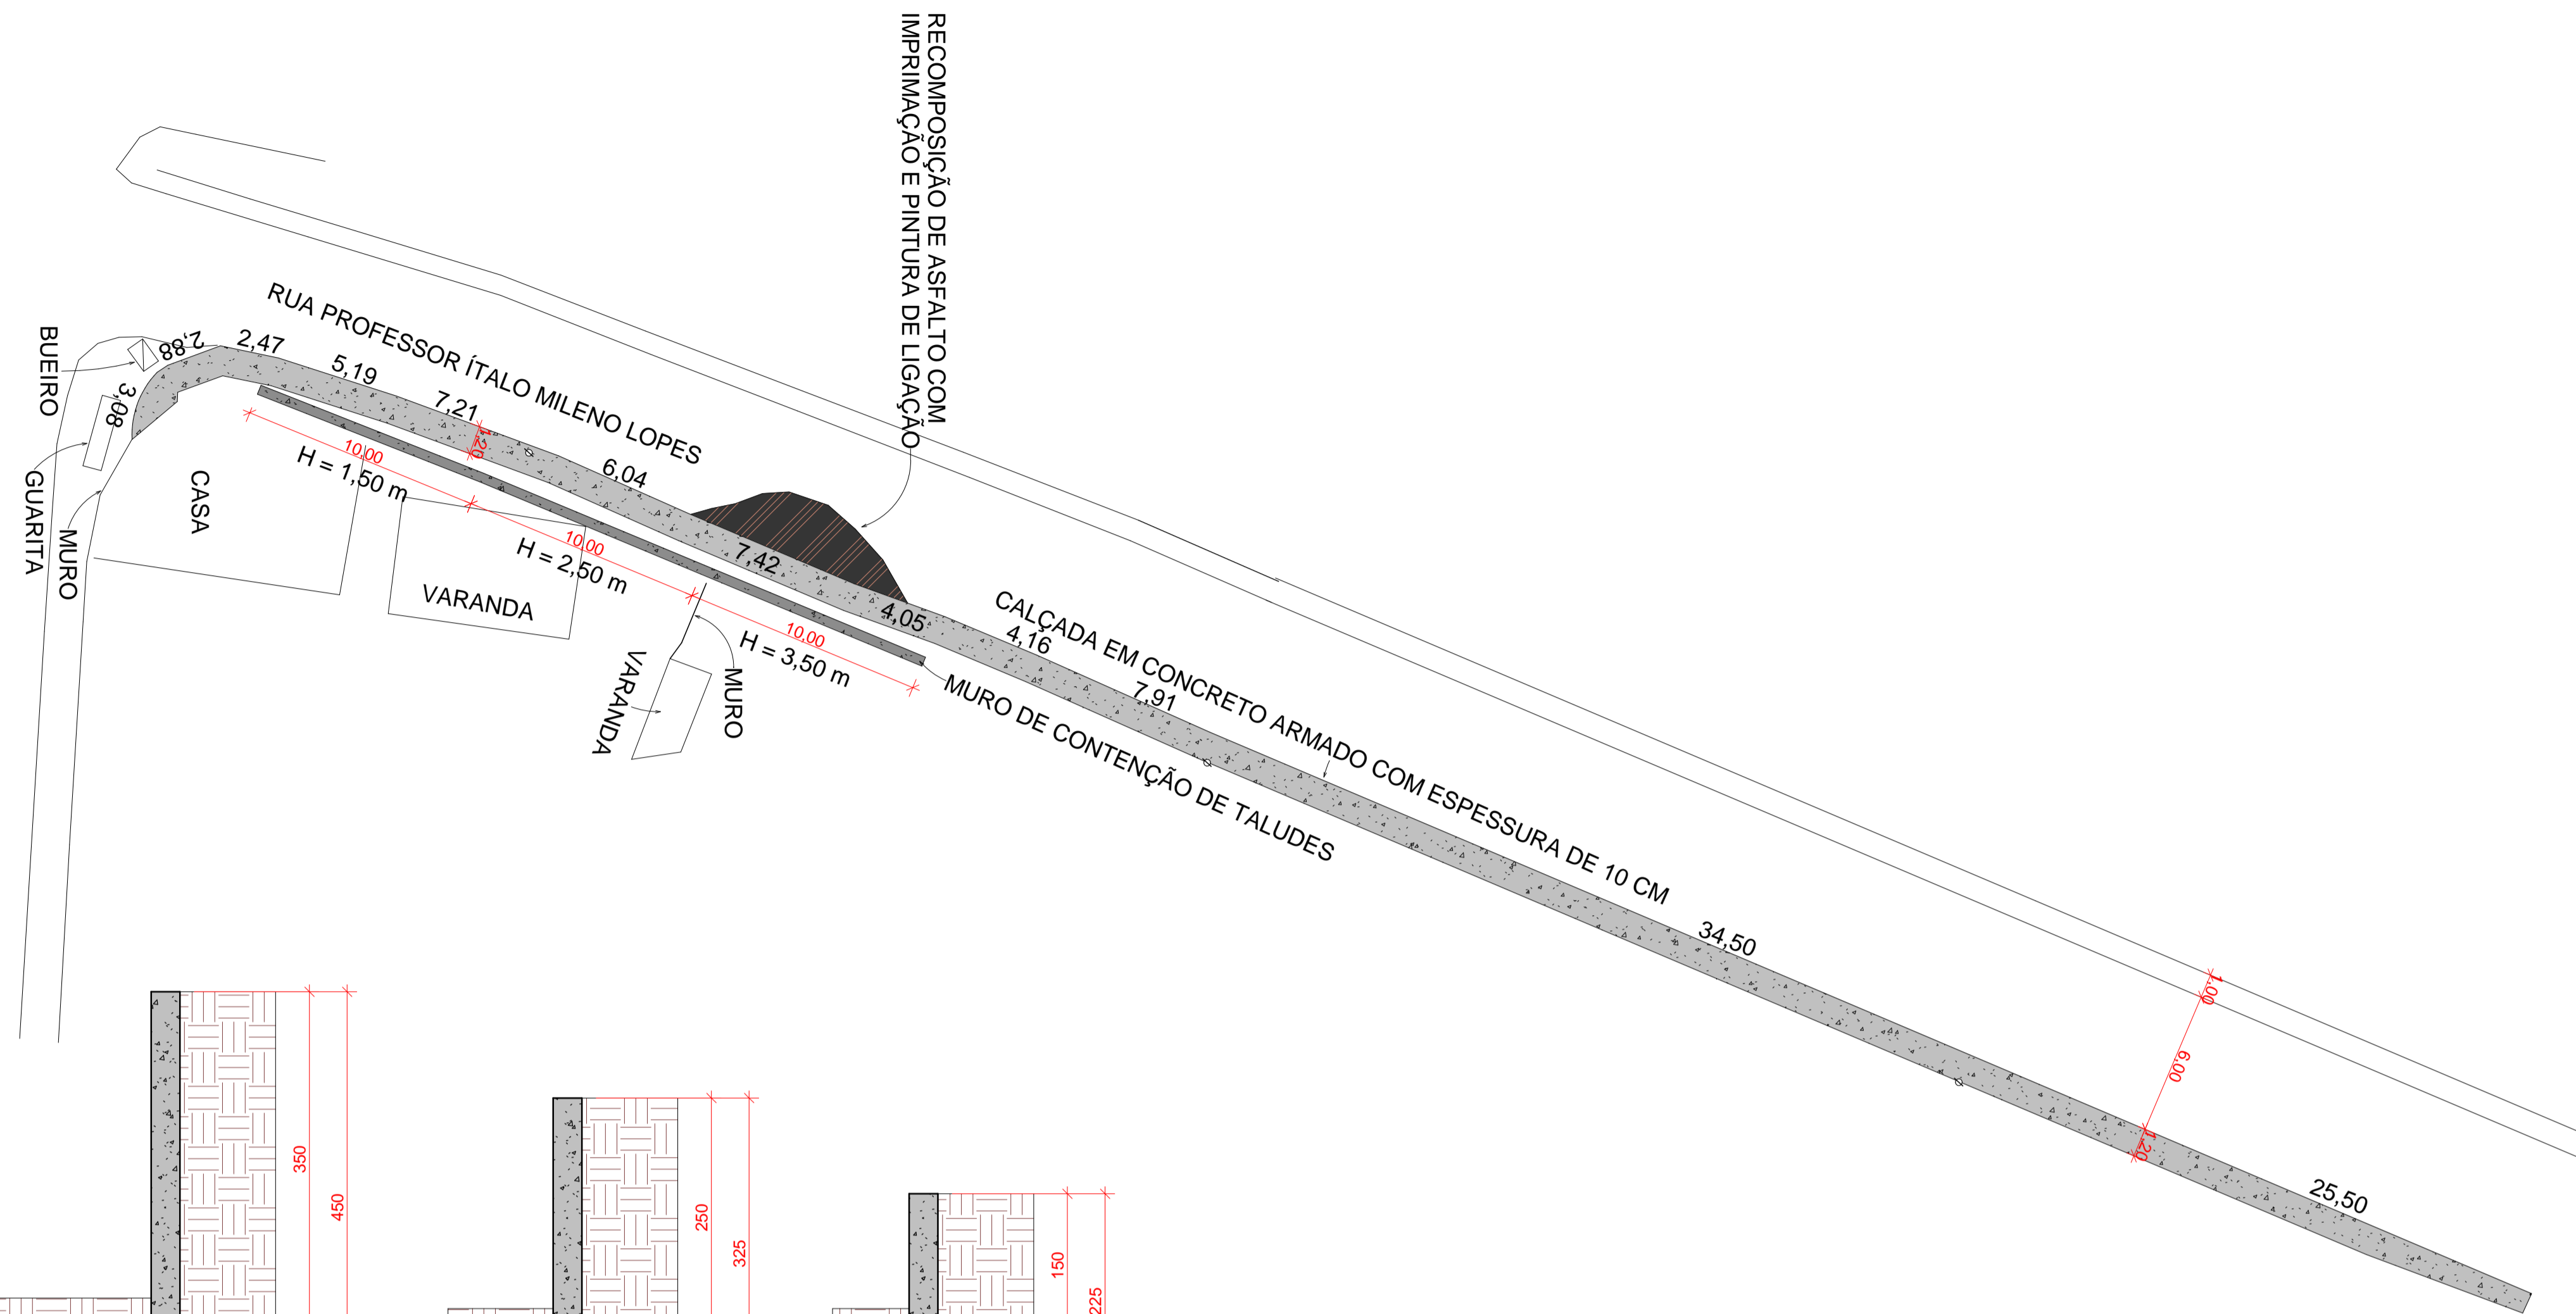 RECOMPOSIÇÃO DE ASFALTO COM
IMPRIMAÇÃO E PINTURA DE LIGAÇÃO
RUA PROFESSOR ÍTALO MILENO LOPES
BUEIRO
GUARITA
MURO
CASA
3,08
2,88
2,47
5,19
7,21
1,20
6,04
7,42
4,05
4,16
7,91
34,50
25,50
10,00
H = 1,50 m
10,00
H = 2,50 m
10,00
H = 3,50 m
VARANDA
VARANDA
MURO
MURO DE CONTENÇÃO DE TALUDES
CALÇADA EM CONCRETO ARMADO COM ESPESSURA DE 10 CM
1,00
6,00
1,20
350
450
250
325
150
225